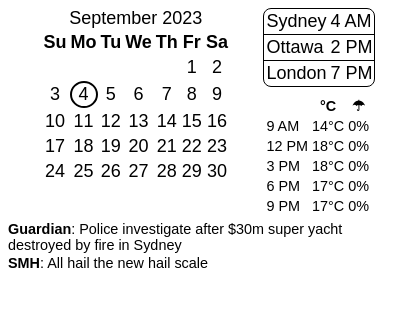 September 2023
Su Mo Tu We Th Fr Sa
1 2
3 4 5 6 7 8 9
10 11 12 13 14 15 16
17 18 19 20 21 22 23
24 25 26 27 28 29 30
Sydney 4 AM
Ottawa 2 PM
London 7 PM
°C ☂
9 AM 14°C 0%
12 PM 18°C 0%
3 PM 18°C 0%
6 PM 17°C 0%
9 PM 17°C 0%
Guardian: Police investigate after $30m super yacht
destroyed by fire in Sydney
SMH: All hail the new hail scale